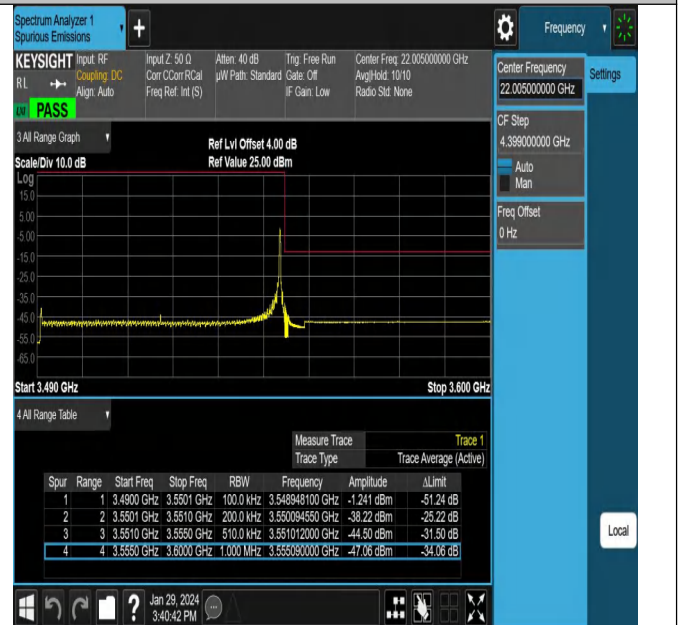 Spectrum Analyzer 1
Spurious Emissions
+
Frequency
KEYSIGHT Input: RF Input Z: 50 Ω Atten: 40 dB Trig: Free Run Center Freq: 22.005000000 GHz
RL Coupling: DC Corr CCorr RCal µW Path: Standard Gate: Off Avg|Hold: 10/10
Align: Auto Freq Ref: Int (S) IF Gain: Low Radio Std: None
PASS
Center Frequency
22.005000000 GHz
Settings
CF Step
4.399000000 GHz
Auto
Man
Freq Offset
0 Hz
3 All Range Graph
Ref Lvl Offset 4.00 dB
Scale/Div 10.0 dB Ref Value 25.00 dBm
Log
15.0
5.00
-5.00
-15.0
-25.0
-35.0
-45.0
-55.0
-65.0
Start 3.490 GHz Stop 3.600 GHz
4 All Range Table
Measure Trace Trace 1
Trace Type Trace Average (Active)
Spur Range Start Freq Stop Freq RBW Frequency Amplitude ΔLimit
1 1 3.4900 GHz 3.5501 GHz 100.0 kHz 3.548948100 GHz -1.241 dBm -51.24 dB
2 2 3.5501 GHz 3.5510 GHz 200.0 kHz 3.550094550 GHz -38.22 dBm -25.22 dB
3 3 3.5510 GHz 3.5550 GHz 510.0 kHz 3.551012000 GHz -44.50 dBm -31.50 dB
4 4 3.5550 GHz 3.6000 GHz 1.000 MHz 3.555090000 GHz -47.06 dBm -34.06 dB
Local
? Jan 29, 2024
3:40:42 PM